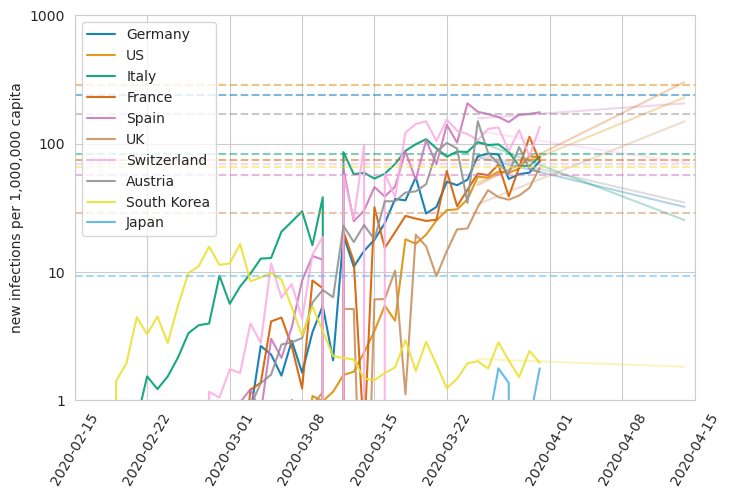 1000
100
10
1
new infections per 1,000,000 capita
Germany
US
Italy
France
Spain
UK
Switzerland
Austria
South Korea
Japan
2020-02-15
2020-02-22
2020-03-01
2020-03-08
2020-03-15
2020-03-22
2020-04-01
2020-04-08
2020-04-15